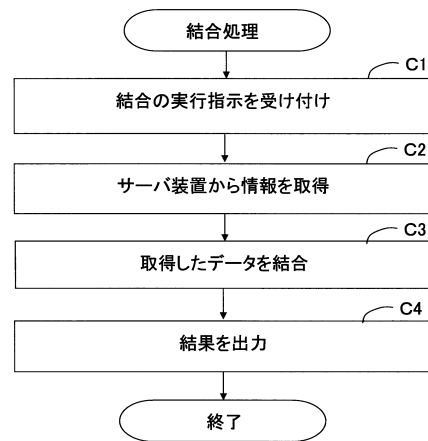 結合処理
C1
結合の実行指示を受け付け
C2
サーバ装置から情報を取得
C3
取得したデータを結合
C4
結果を出力
終了